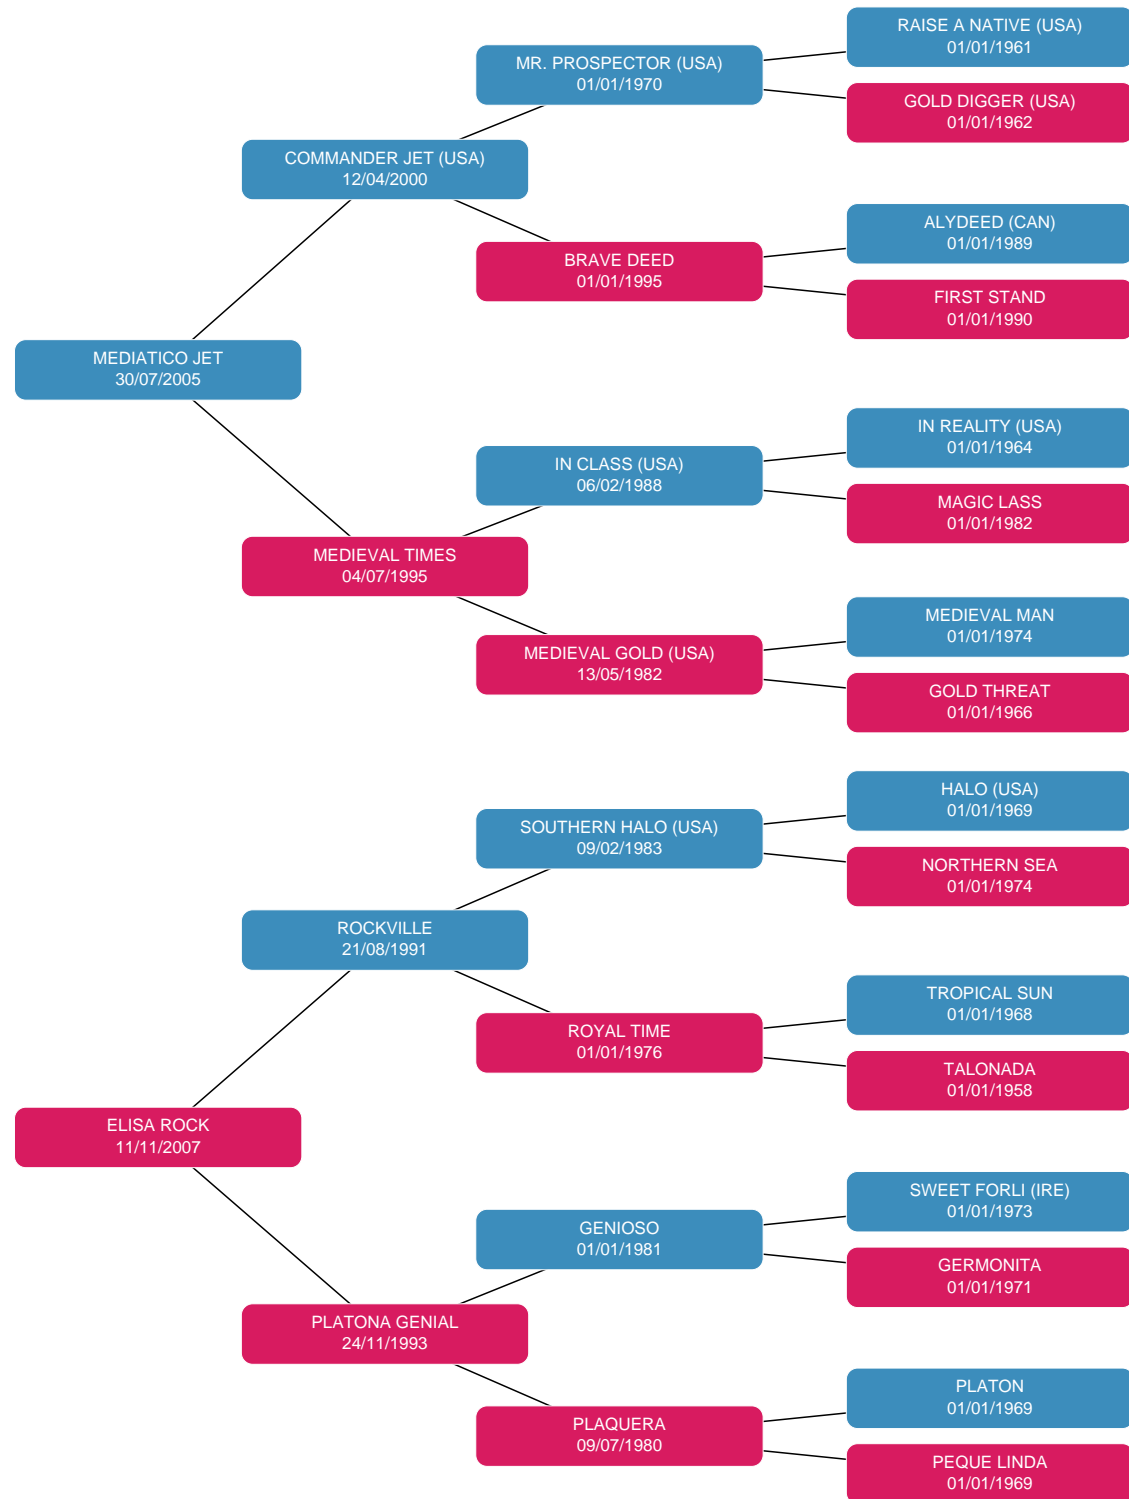 RAISE A NATIVE (USA)
01/01/1961
MR. PROSPECTOR (USA)
01/01/1970
GOLD DIGGER (USA)
01/01/1962
COMMANDER JET (USA)
12/04/2000
ALYDEED (CAN)
01/01/1989
BRAVE DEED
01/01/1995
FIRST STAND
01/01/1990
MEDIATICO JET
30/07/2005
IN REALITY (USA)
01/01/1964
IN CLASS (USA)
06/02/1988
MAGIC LASS
01/01/1982
MEDIEVAL TIMES
04/07/1995
MEDIEVAL MAN
01/01/1974
MEDIEVAL GOLD (USA)
13/05/1982
GOLD THREAT
01/01/1966
HALO (USA)
01/01/1969
SOUTHERN HALO (USA)
09/02/1983
NORTHERN SEA
01/01/1974
ROCKVILLE
21/08/1991
TROPICAL SUN
01/01/1968
ROYAL TIME
01/01/1976
TALONADA
01/01/1958
ELISA ROCK
11/11/2007
SWEET FORLI (IRE)
01/01/1973
GENIOSO
01/01/1981
GERMONITA
01/01/1971
PLATONA GENIAL
24/11/1993
PLATON
01/01/1969
PLAQUERA
09/07/1980
PEQUE LINDA
01/01/1969